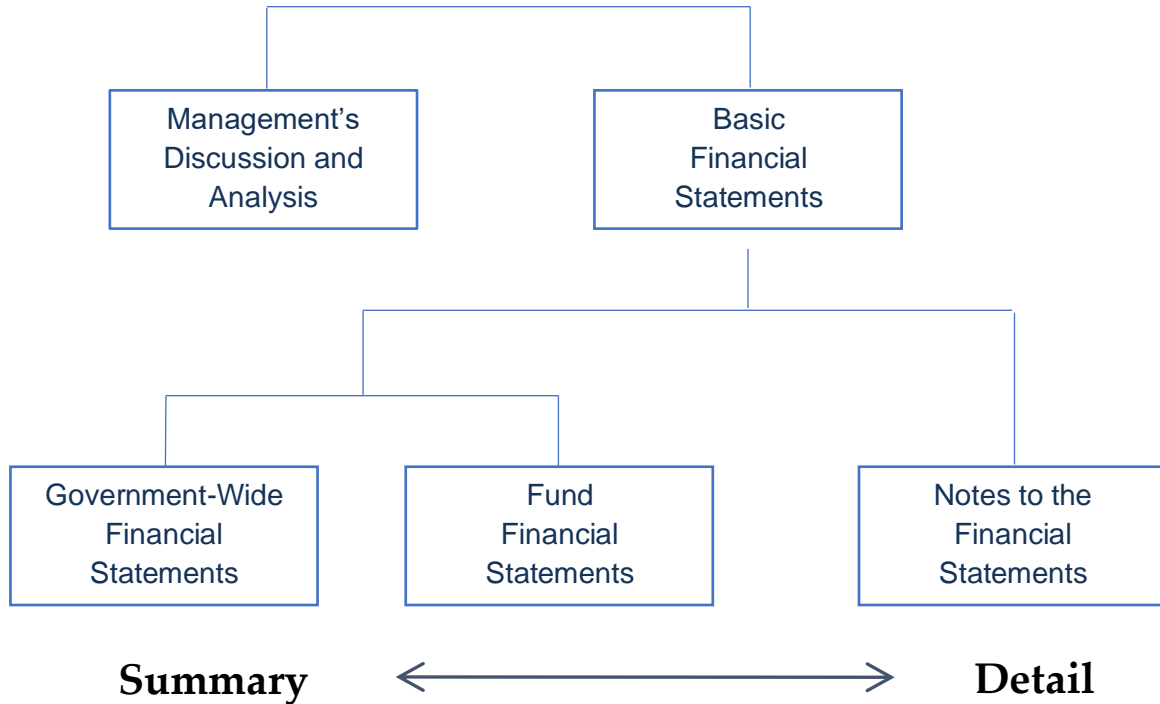 Management’s
Discussion and
Analysis
Basic
Financial
Statements
Government-Wide
Financial
Statements
Fund
Financial
Statements
Notes to the
Financial
Statements
Summary
Detail